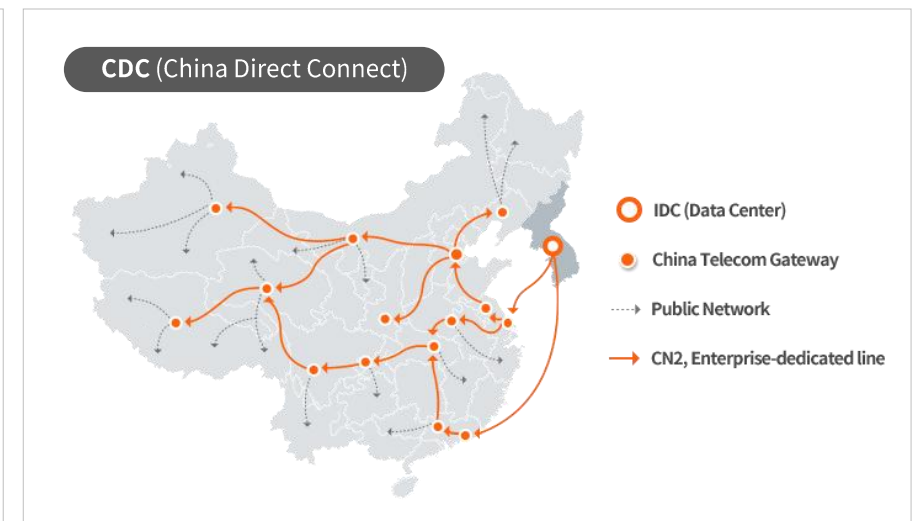 CDC (China Direct Connect)
IDC (Data Center)
China Telecom Gateway
Public Network
CN2, Enterprise-dedicated line